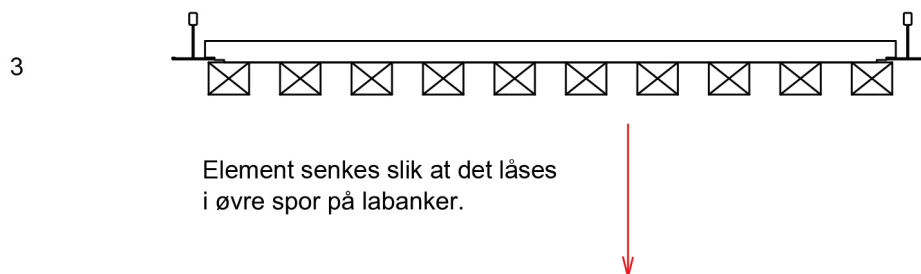 3
Element senkes slik at det låses
i øvre spor på labanker.